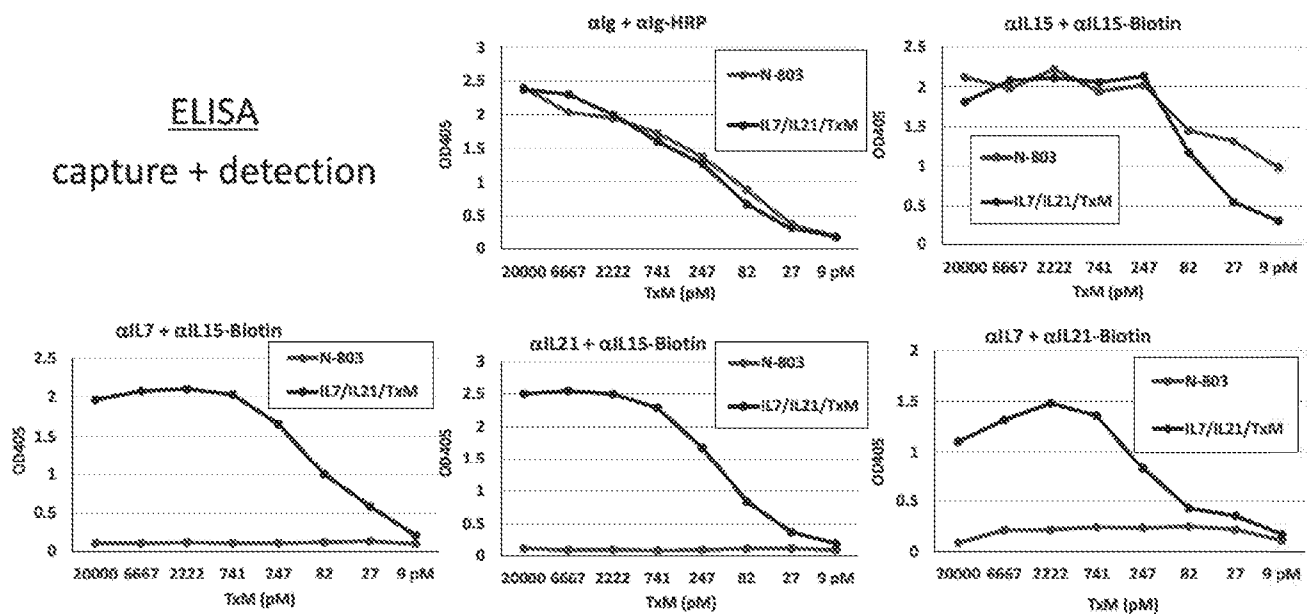 ELISA
capture + detection
αIg + αIg-HRP
3
2.5
2
1.5
1
0.5
0
OD405
N-803
IL7/IL21/TxM
20000 6667 2222 741 247 82 27 9 pM
TxM (pM)
αIL15 + αIL15-Biotin
2.5
2
1.5
1
0.5
0
OD405
N-803
IL7/IL21/TxM
20000 6667 2222 741 247 82 27 9 pM
TxM (pM)
αIL7 + αIL15-Biotin
2.5
2
1.5
1
0.5
0
OD405
N-803
IL7/IL21/TxM
20000 6667 2222 741 247 82 27 9 pM
TxM (pM)
αIL21 + αIL15-Biotin
3
2.5
2
1.5
1
0.5
0
OD405
N-803
IL7/IL21/TxM
20000 6667 2222 741 247 82 27 9 pM
TxM (pM)
αIL7 + αIL21-Biotin
2
1.5
1
0.5
0
OD405
N-803
IL7/IL21/TxM
20000 6667 2222 741 247 82 27 9 pM
TxM (pM)